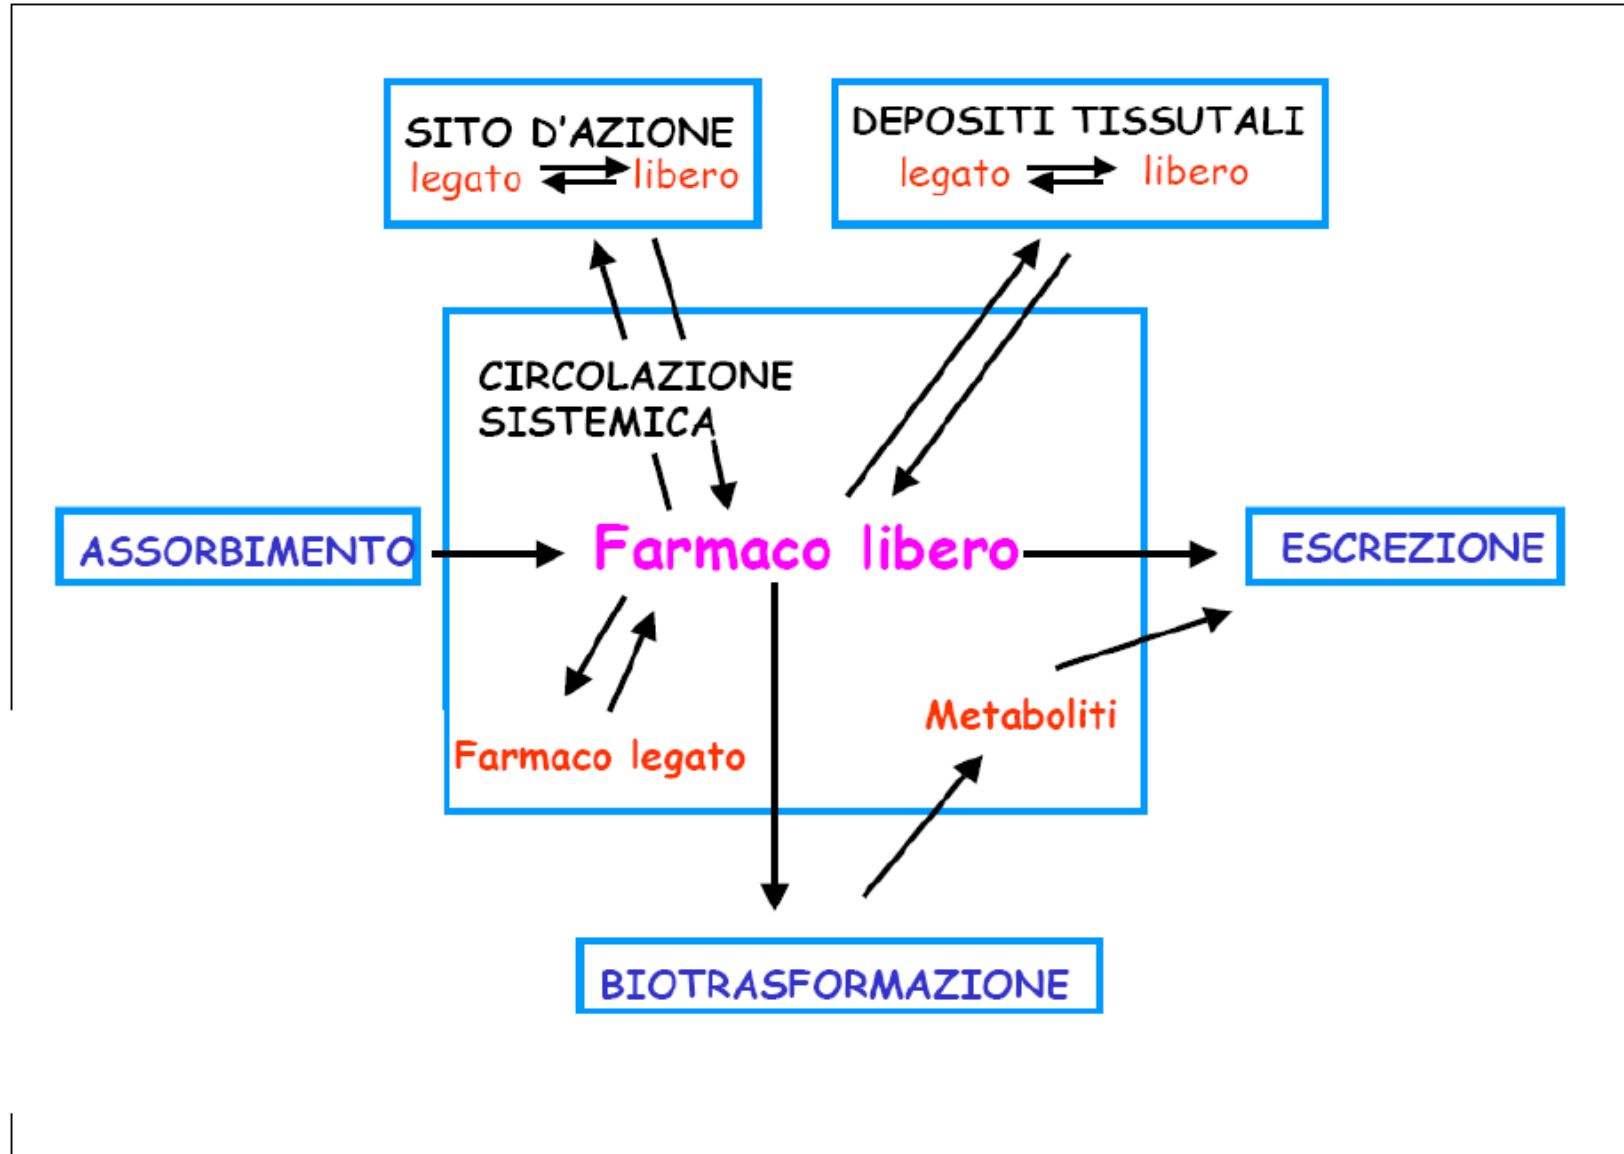 SITO D'AZIONE
legato libero
DEPOSITI TISSUTALI
legato libero
CIRCOLAZIONE
SISTEMICA
ASSORBIMENTO
Farmaco libero
ESCREZIONE
Farmaco legato
Metaboliti
BIOTRASFORMAZIONE